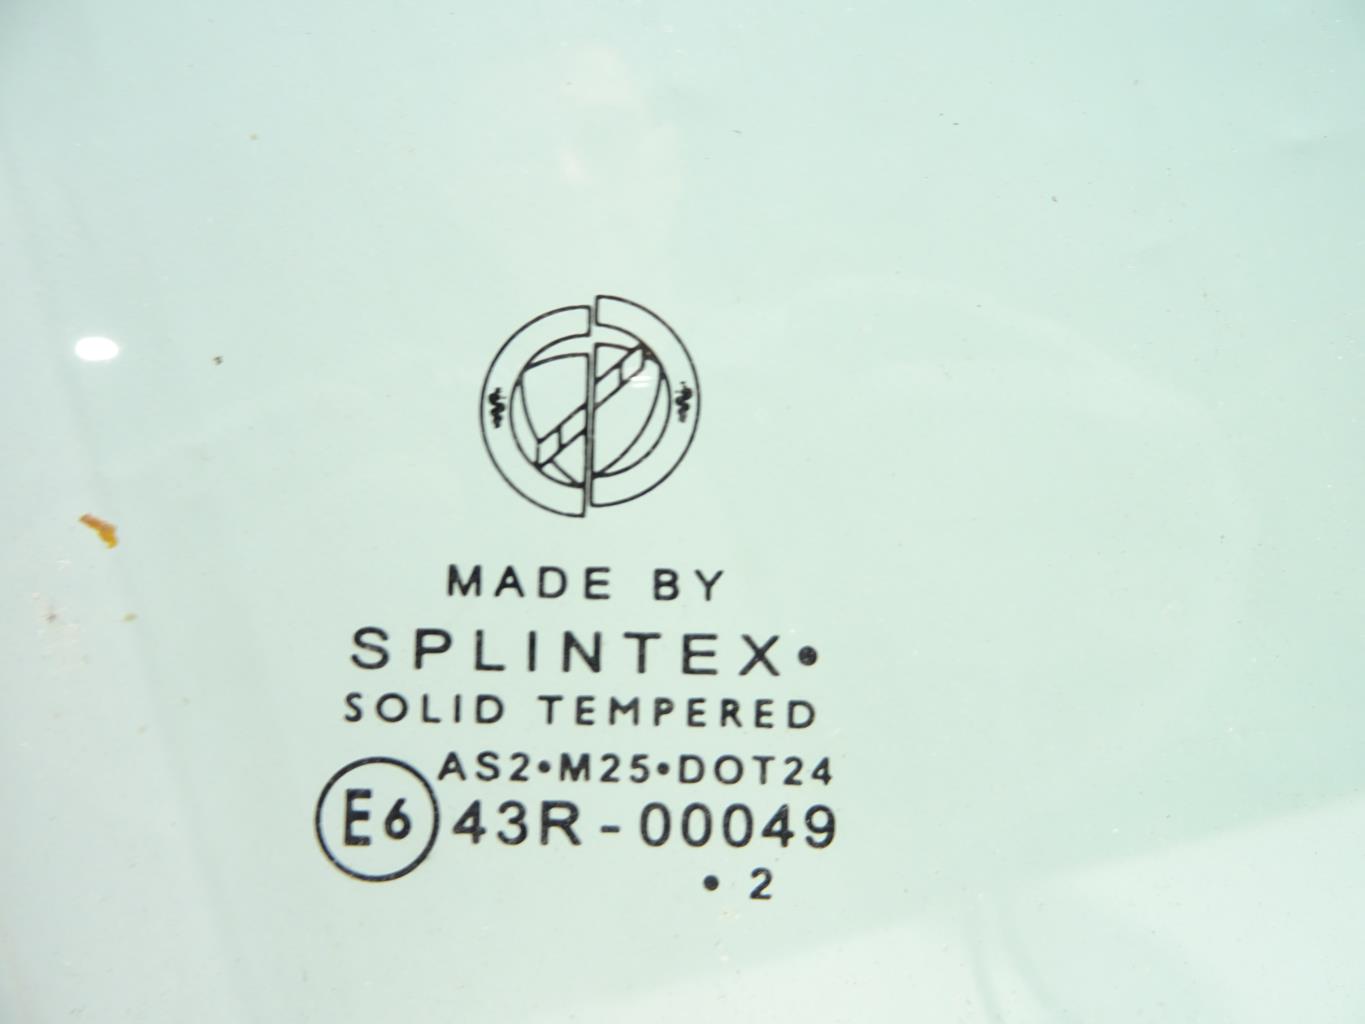 MADE BY
SPLINTEX•
SOLID TEMPERED
AS2•M25•DOT24
E6 43R-00049
• 2